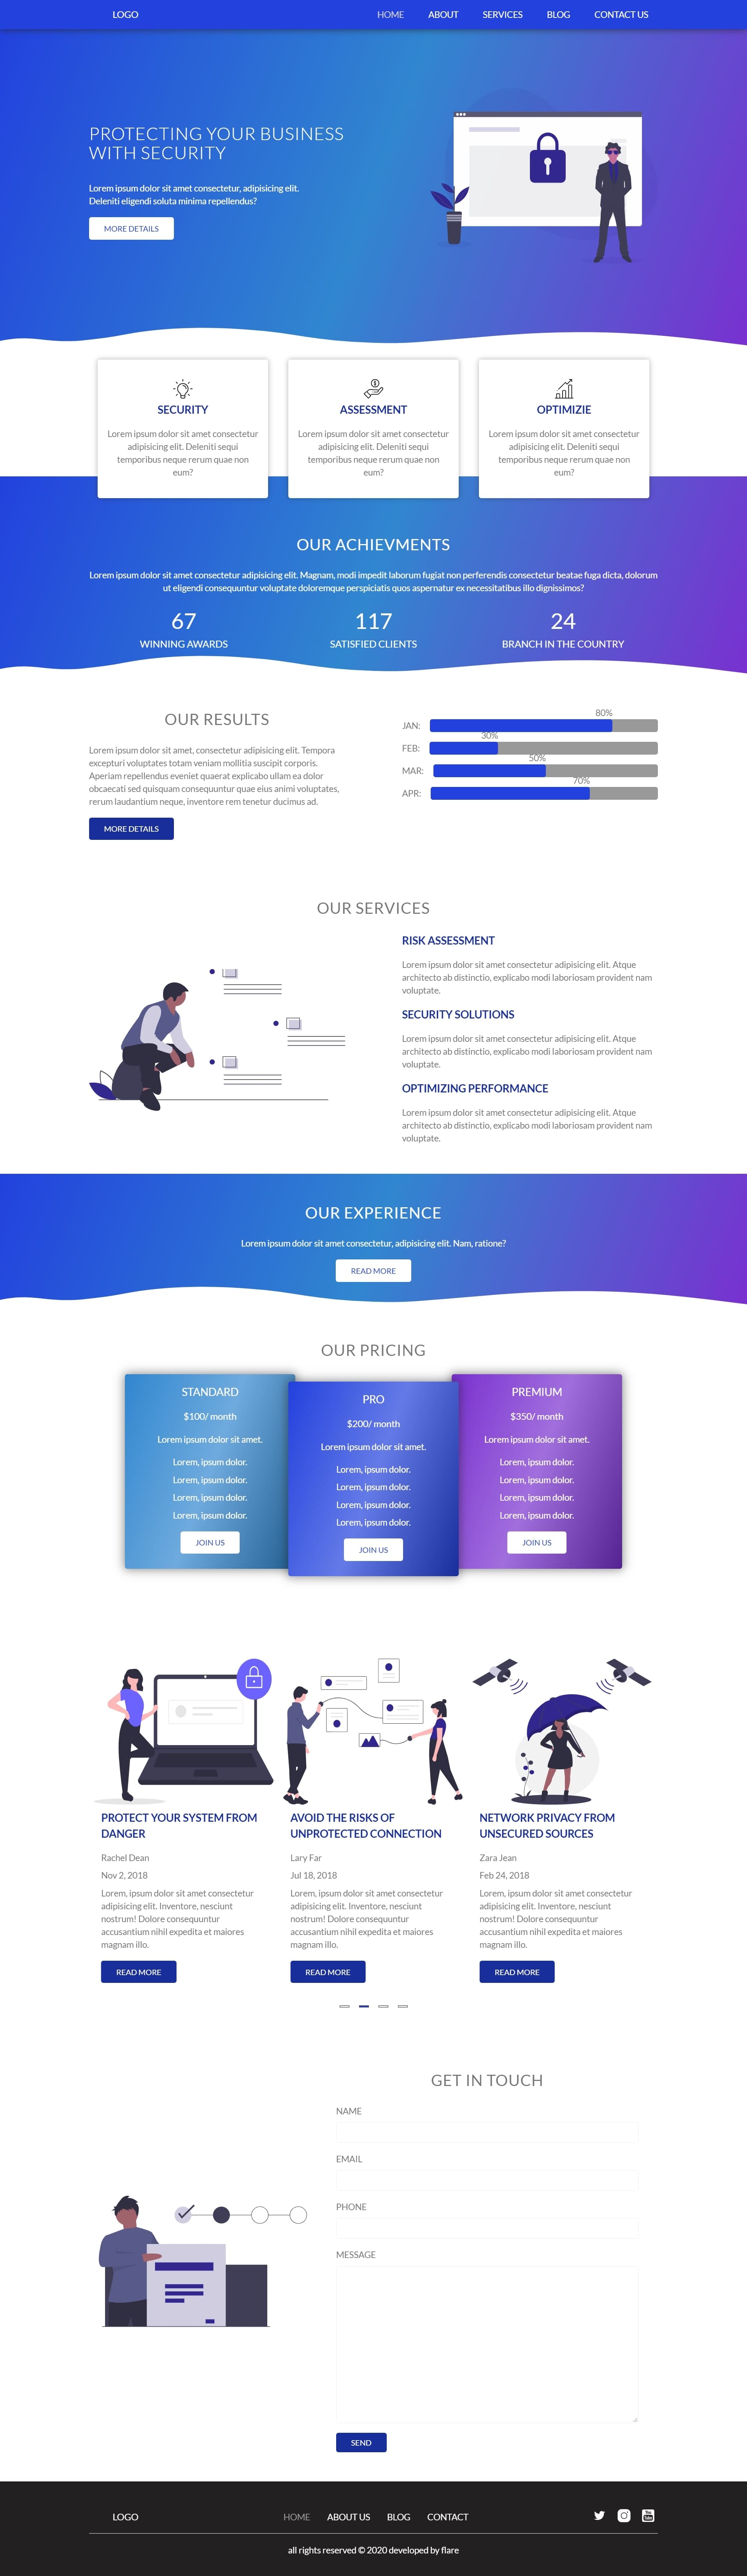 LOGO
HOME ABOUT SERVICES BLOG CONTACT US
PROTECTING YOUR BUSINESS
WITH SECURITY
Lorem ipsum dolor sit amet consectetur, adipisicing elit.
Deleniti eligendi soluta minima repellendus?
MORE DETAILS
SECURITY
Lorem ipsum dolor sit amet consectetur
adipisicing elit. Deleniti sequi
temporibus neque rerum quae non
eum?
ASSESSMENT
Lorem ipsum dolor sit amet consectetur
adipisicing elit. Deleniti sequi
temporibus neque rerum quae non
eum?
OPTIMIZIE
Lorem ipsum dolor sit amet consectetur
adipisicing elit. Deleniti sequi
temporibus neque rerum quae non
eum?
OUR ACHIEVMENTS
Lorem ipsum dolor sit amet consectetur adipisicing elit. Magnam, modi impedit laborum fugiat non perferendis consectetur beatae fuga dicta, dolorum
ut eligendi consequuntur voluptate doloremque perspiciatis quos aspernatur ex necessitatibus illo dignissimos?
67
WINNING AWARDS
117
SATISFIED CLIENTS
24
BRANCH IN THE COUNTRY
OUR RESULTS
Lorem ipsum dolor sit amet, consectetur adipisicing elit. Tempora
excepturi voluptates totam veniam mollitia suscipit corporis.
Aperiam repellendus eveniet quaerat explicabo ullam ea dolor
obcaecati sed quisquam consequuntur quae eius animi voluptates,
rerum laudantium neque, inventore rem tenetur ducimus ad.
MORE DETAILS
80%
JAN:
30%
FEB:
50%
MAR:
70%
APR:
OUR SERVICES
RISK ASSESSMENT
Lorem ipsum dolor sit amet consectetur adipisicing elit. Atque
architecto ab distinctio, explicabo modi laboriosam provident nam
voluptate.
SECURITY SOLUTIONS
Lorem ipsum dolor sit amet consectetur adipisicing elit. Atque
architecto ab distinctio, explicabo modi laboriosam provident nam
voluptate.
OPTIMIZING PERFORMANCE
Lorem ipsum dolor sit amet consectetur adipisicing elit. Atque
architecto ab distinctio, explicabo modi laboriosam provident nam
voluptate.
OUR EXPERIENCE
Lorem ipsum dolor sit amet consectetur, adipisicing elit. Nam, ratione?
READ MORE
OUR PRICING
STANDARD
$100/ month
Lorem ipsum dolor sit amet.
Lorem, ipsum dolor.
Lorem, ipsum dolor.
Lorem, ipsum dolor.
Lorem, ipsum dolor.
JOIN US
PRO
$200/ month
Lorem ipsum dolor sit amet.
Lorem, ipsum dolor.
Lorem, ipsum dolor.
Lorem, ipsum dolor.
Lorem, ipsum dolor.
JOIN US
PREMIUM
$350/ month
Lorem ipsum dolor sit amet.
Lorem, ipsum dolor.
Lorem, ipsum dolor.
Lorem, ipsum dolor.
Lorem, ipsum dolor.
JOIN US
PROTECT YOUR SYSTEM FROM
DANGER
Rachel Dean
Nov 2, 2018
Lorem, ipsum dolor sit amet consectetur
adipisicing elit. Inventore, nesciunt
nostrum! Dolore consequuntur
accusantium nihil expedita et maiores
magnam illo.
READ MORE
AVOID THE RISKS OF
UNPROTECTED CONNECTION
Lary Far
Jul 18, 2018
Lorem, ipsum dolor sit amet consectetur
adipisicing elit. Inventore, nesciunt
nostrum! Dolore consequuntur
accusantium nihil expedita et maiores
magnam illo.
READ MORE
NETWORK PRIVACY FROM
UNSECURED SOURCES
Zara Jean
Feb 24, 2018
Lorem, ipsum dolor sit amet consectetur
adipisicing elit. Inventore, nesciunt
nostrum! Dolore consequuntur
accusantium nihil expedita et maiores
magnam illo.
READ MORE
GET IN TOUCH
NAME
EMAIL
PHONE
MESSAGE
SEND
LOGO
HOME ABOUT US BLOG CONTACT
You
Tube
all rights reserved © 2020 developed by flare